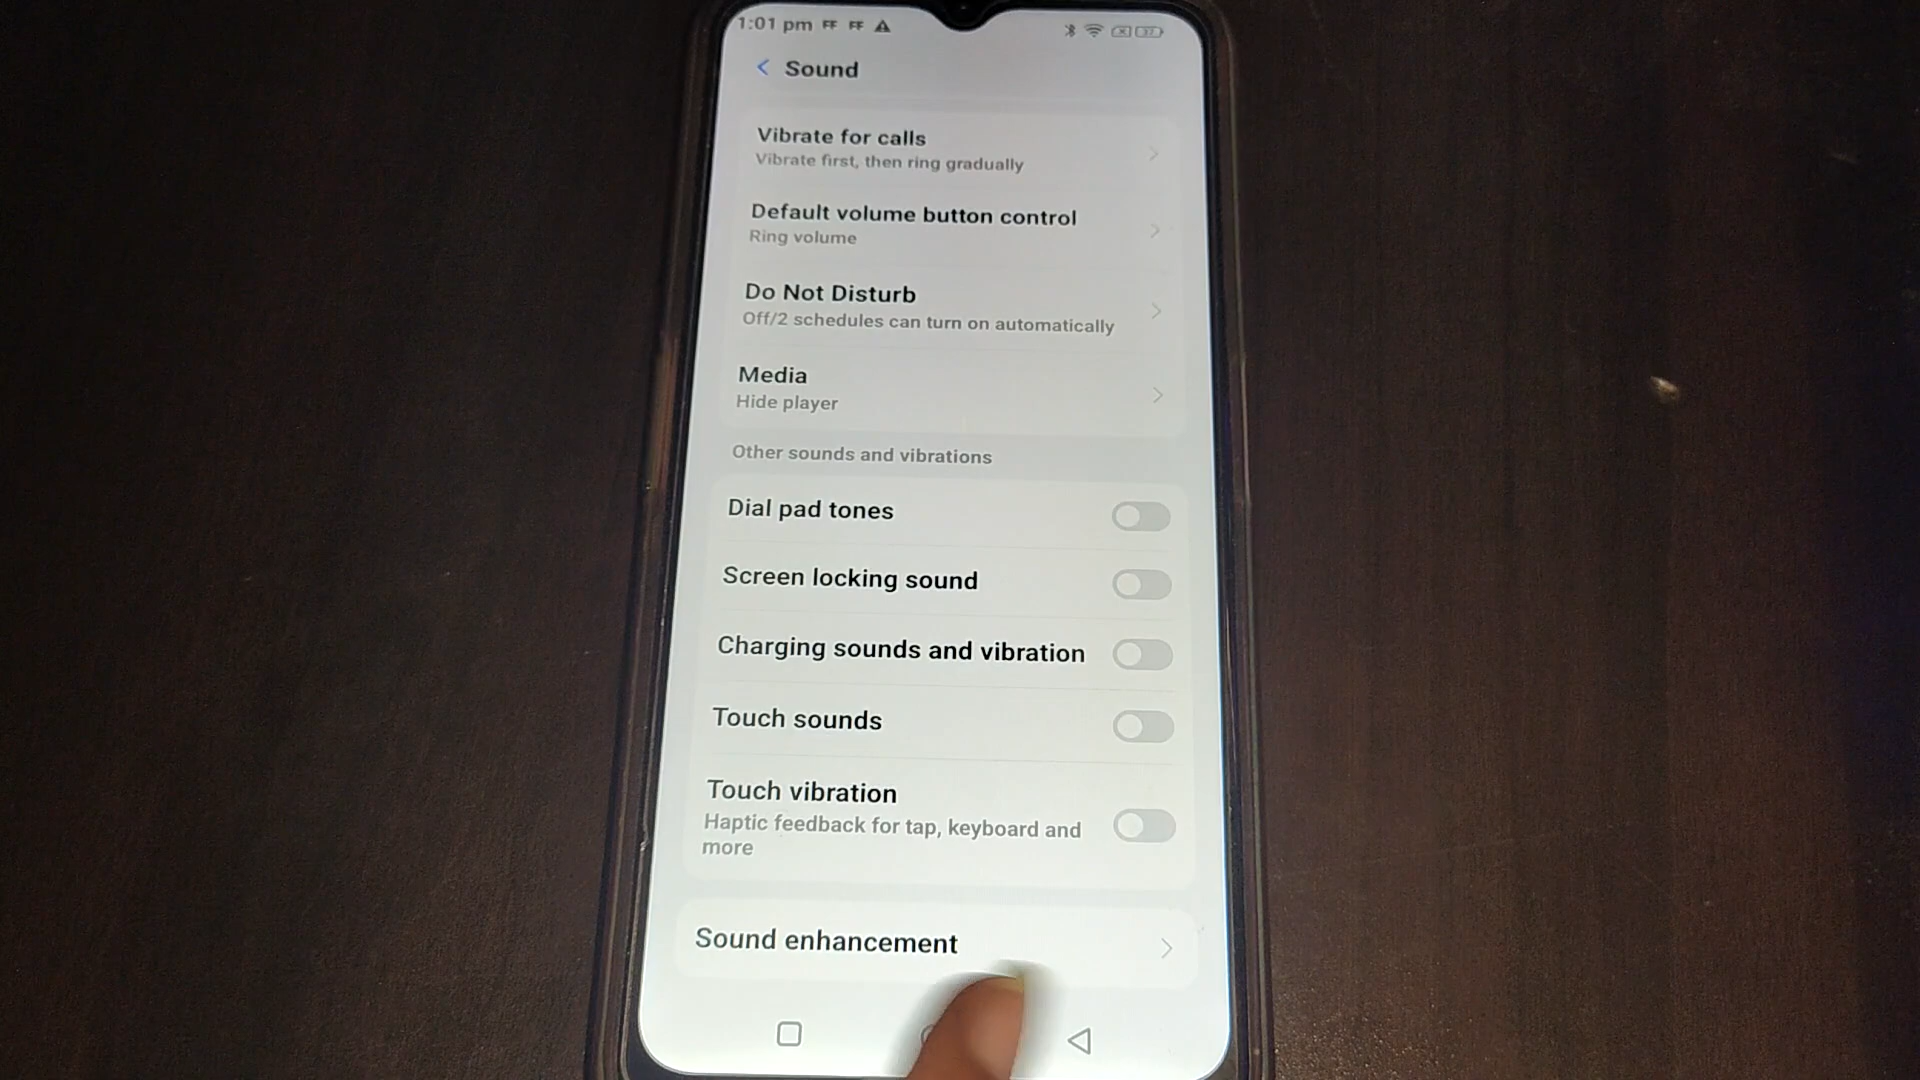 1:01 pm FF FF
Sound
Vibrate for calls
Vibrate first, then ring gradually
Default volume button control
Ring volume
Do Not Disturb
Off/2 schedules can turn on automatically
Media
Hide player
Other sounds and vibrations
Dial pad tones
Screen locking sound
Charging sounds and vibration
Touch sounds
Touch vibration
Haptic feedback for tap, keyboard and
more
Sound enhancement